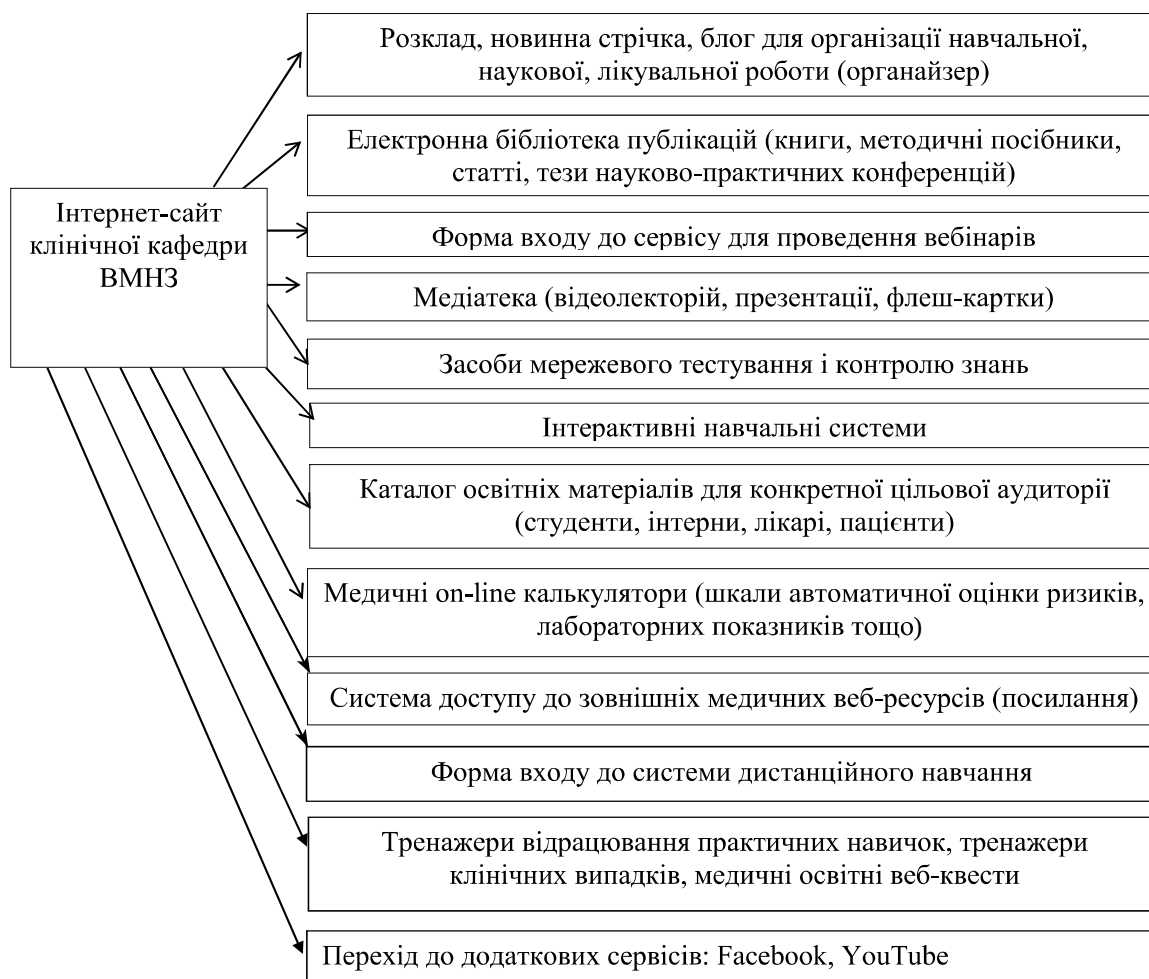 Розклад, новинна стрічка, блог для організації навчальної,
наукової, лікувальної роботи (органайзер)
Електронна бібліотека публікацій (книги, методичні посібники,
статті, тези науково-практичних конференцій)
Інтернет-сайт
клінічної кафедри
ВМНЗ
Форма входу до сервісу для проведення вебінарів
Медіатека (відеолекторій, презентації, флеш-картки)
Засоби мережевого тестування і контролю знань
Інтерактивні навчальні системи
Каталог освітніх матеріалів для конкретної цільової аудиторії
(студенти, інтерни, лікарі, пацієнти)
Медичні on-line калькулятори (шкали автоматичної оцінки ризиків,
лабораторних показників тощо)
Система доступу до зовнішніх медичних веб-ресурсів (посилання)
Форма входу до системи дистанційного навчання
Тренажери відрацювання практичних навичок, тренажери
клінічних випадків, медичні освітні веб-квести
Перехід до додаткових сервісів: Facebook, YouTube